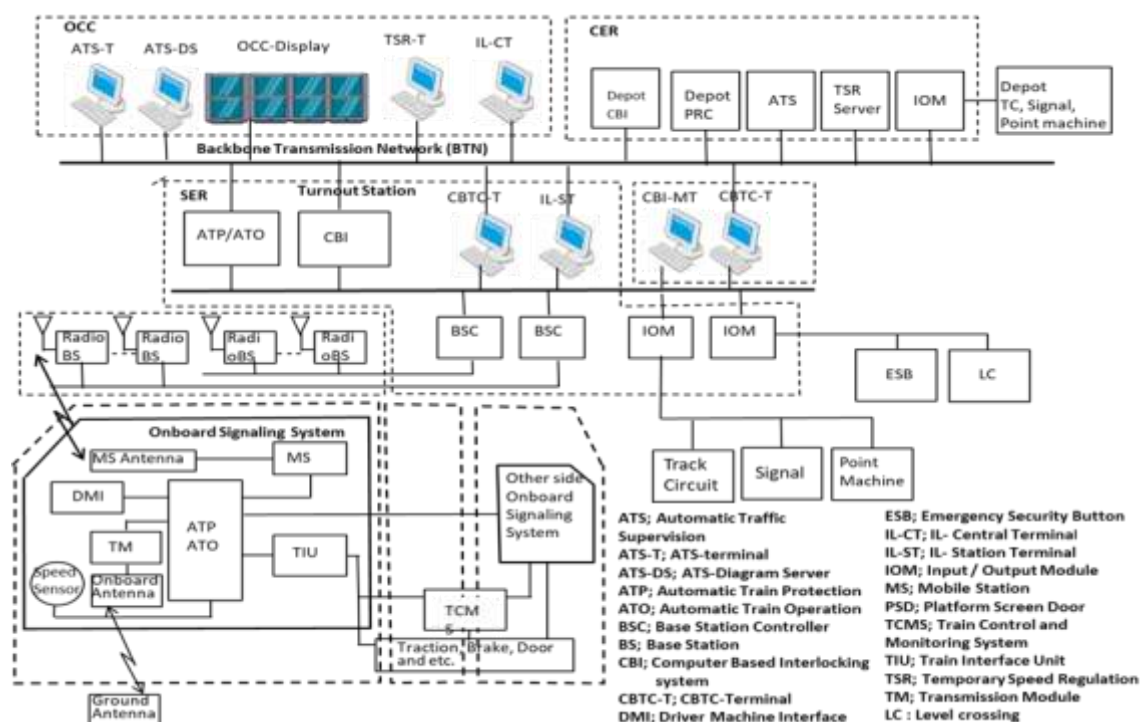 OCC
ATS-T
ATS-DS
OCC-Display
TSR-T
IL-CT
CER
Depot
CBI
Depot
PRC
ATS
TSR
Server
IOM
Depot
TC, Signal,
Point machine
Backbone Transmission Network (BTN)
SER
Turnout Station
ATP/ATO
CBI
CBTC-T
IL-ST
CBI-MT
CBTC-T
Radio
BS
Radio
BS
Radi
oBS
Radi
oBS
BSC
BSC
IOM
IOM
ESB
LC
Onboard Signaling System
MS Antenna
MS
DMI
ATP
ATO
TM
TIU
Speed
Sensor
Onboard
Antenna
Other side
Onboard
Signaling
System
TCM
S
Traction, Brake, Door
and etc.
Ground
Antenna
Track
Circuit
Signal
Point
Machine
ATS; Automatic Traffic
Supervision
ATS-T; ATS-terminal
ATS-DS; ATS-Diagram Server
ATP; Automatic Train Protection
ATO; Automatic Train Operation
BSC; Base Station Controller
BS; Base Station
CBI; Computer Based Interlocking
system
CBTC-T; CBTC-Terminal
DMI; Driver Machine Interface
ESB; Emergency Security Button
IL-CT; IL- Central Terminal
IL-ST; IL- Station Terminal
IOM; Input / Output Module
MS; Mobile Station
PSD; Platform Screen Door
TCMS; Train Control and
Monitoring System
TIU; Train Interface Unit
TSR; Temporary Speed Regulation
TM; Transmission Module
LC : Level crossing